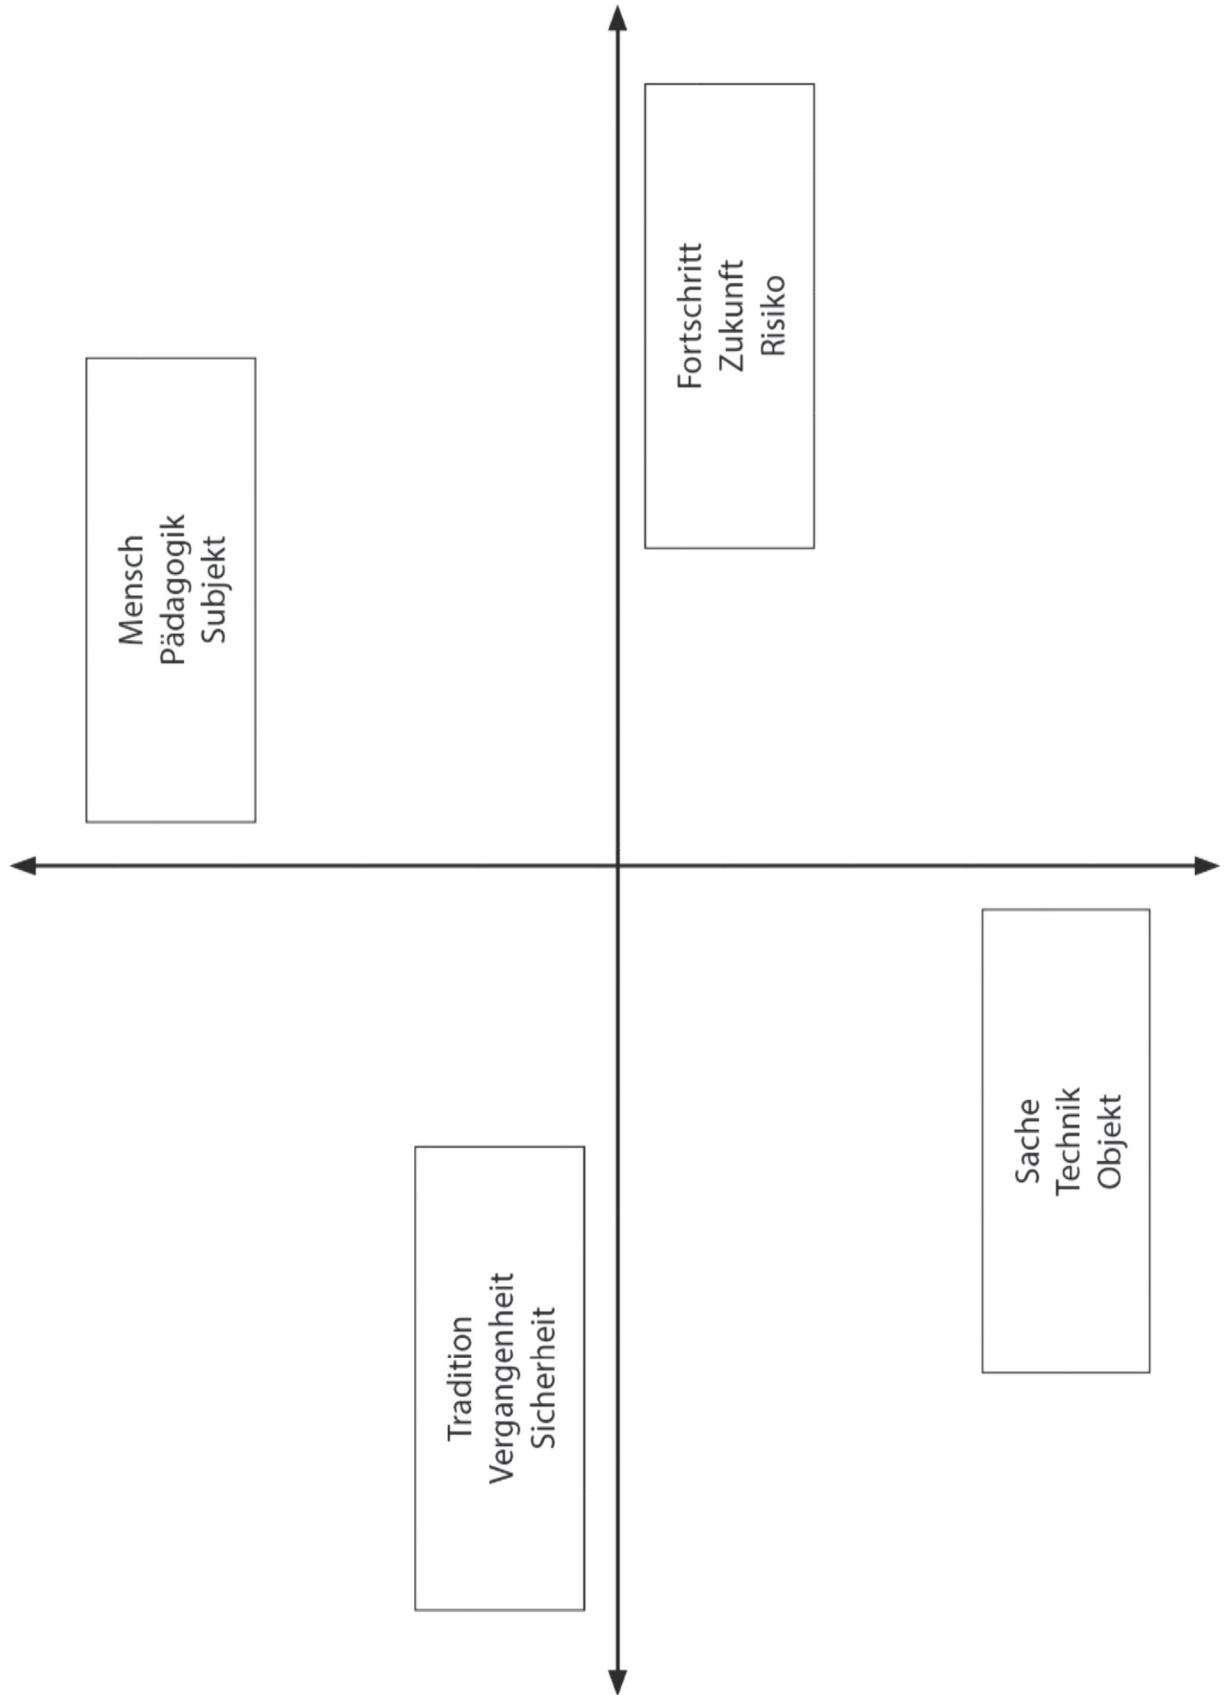 Mensch
Pädagogik
Subjekt
Tradition
Vergangenheit
Sicherheit
Fortschritt
Zukunft
Risiko
Sache
Technik
Objekt